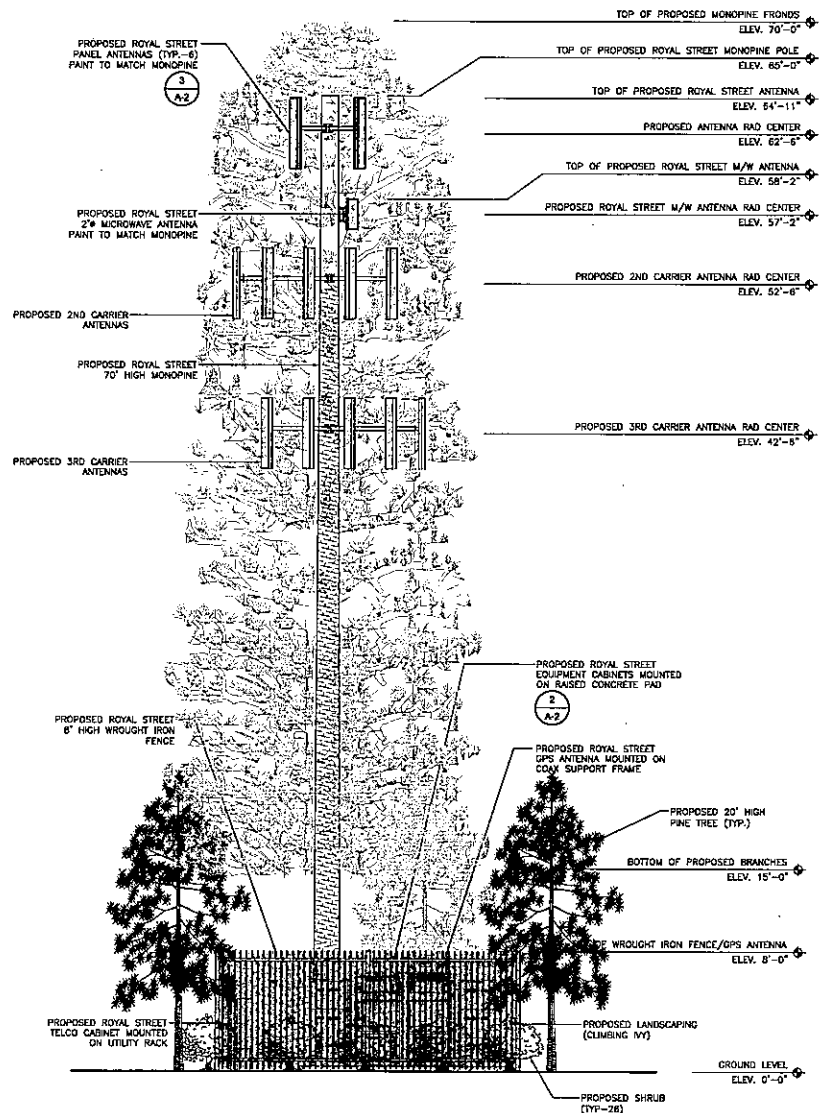 TOP OF PROPOSED MONOPINE FRONDS
ELEV. 70'-0"
PROPOSED ROYAL STREET
PANEL ANTENNAS (TYP.-6)
PAINT TO MATCH MONOPINE
3
A-2
TOP OF PROPOSED ROYAL STREET MONOPINE POLE
ELEV. 65'-0"
TOP OF PROPOSED ROYAL STREET ANTENNA
ELEV. 64'-11"
PROPOSED ANTENNA RAD CENTER
ELEV. 62'-6"
TOP OF PROPOSED ROYAL STREET M/W ANTENNA
ELEV. 58'-2"
PROPOSED ROYAL STREET
2'ø MICROWAVE ANTENNA
PAINT TO MATCH MONOPINE
PROPOSED ROYAL STREET M/W ANTENNA RAD CENTER
ELEV. 57'-2"
PROPOSED 2ND CARRIER ANTENNA RAD CENTER
ELEV. 52'-6"
PROPOSED 2ND CARRIER
ANTENNAS
PROPOSED ROYAL STREET
70' HIGH MONOPINE
PROPOSED 3RD CARRIER ANTENNA RAD CENTER
ELEV. 42'-6"
PROPOSED 3RD CARRIER
ANTENNAS
PROPOSED ROYAL STREET
EQUIPMENT CABINETS MOUNTED
ON RAISED CONCRETE PAD
2
A-2
PROPOSED ROYAL STREET
HIGH WROUGHT IRON
FENCE
PROPOSED ROYAL STREET
GPS ANTENNA MOUNTED ON
COAX SUPPORT FRAME
PROPOSED 20' HIGH
PINE TREE (TYP.)
BOTTOM OF PROPOSED BRANCHES
ELEV. 15'-0"
WROUGHT IRON FENCE/GPS ANTENNA
ELEV. 8'-0"
PROPOSED ROYAL STREET
TELCO CABINET MOUNTED
ON UTILITY RACK
PROPOSED LANDSCAPING
(CLIMBING IVY)
GROUND LEVEL
ELEV. 0'-0"
PROPOSED SHRUB
(TYP-26)